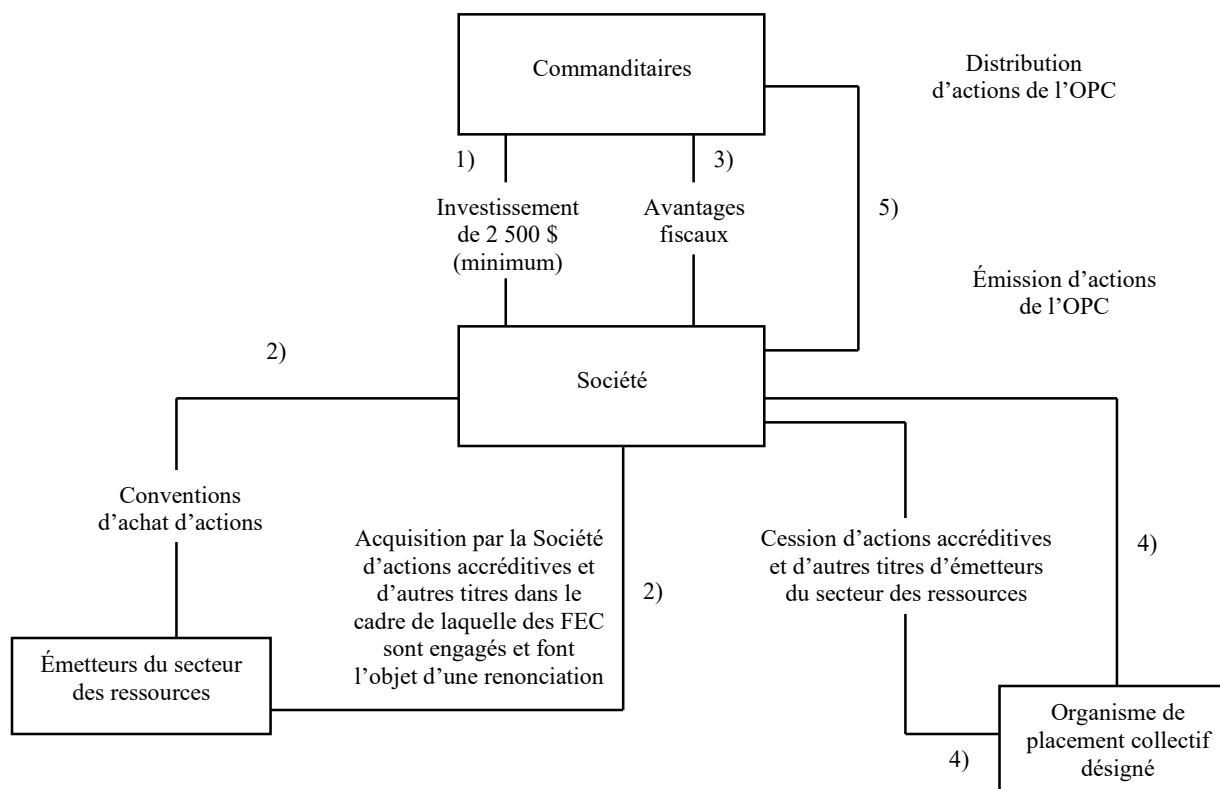 Commanditaires
Distribution
d’actions de l’OPC
1)
3)
Investissement
de 2 500 $
(minimum)
Avantages
fiscaux
5)
Émission d’actions
de l’OPC
2)
Société
Conventions
d’achat d’actions
Acquisition par la Société
d’actions accréditives et
d’autres titres dans le
cadre de laquelle des FEC
sont engagés et font
l’objet d’une renonciation
2)
Cession d’actions accréditives
et d’autres titres d’émetteurs
du secteur des ressources
4)
Émetteurs du secteur
des ressources
4)
Organisme de
placement collectif
désigné